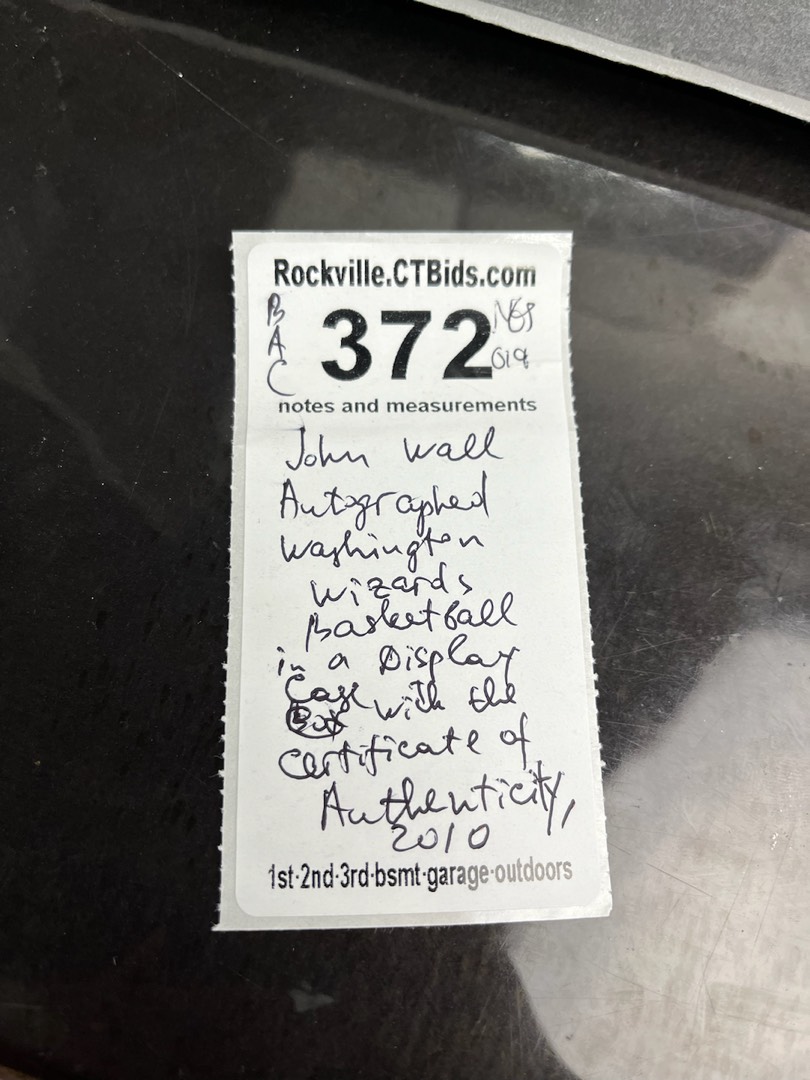 Rockville.CTBids.com
B
A
C
372
notes and measurements
John Wall
Autographed
Washington
Wizards
Basketball
in a Display
Case
with the
Certificate of
Authenticity,
2010
1st·2nd·3rd·bsmt·garage·outdoors